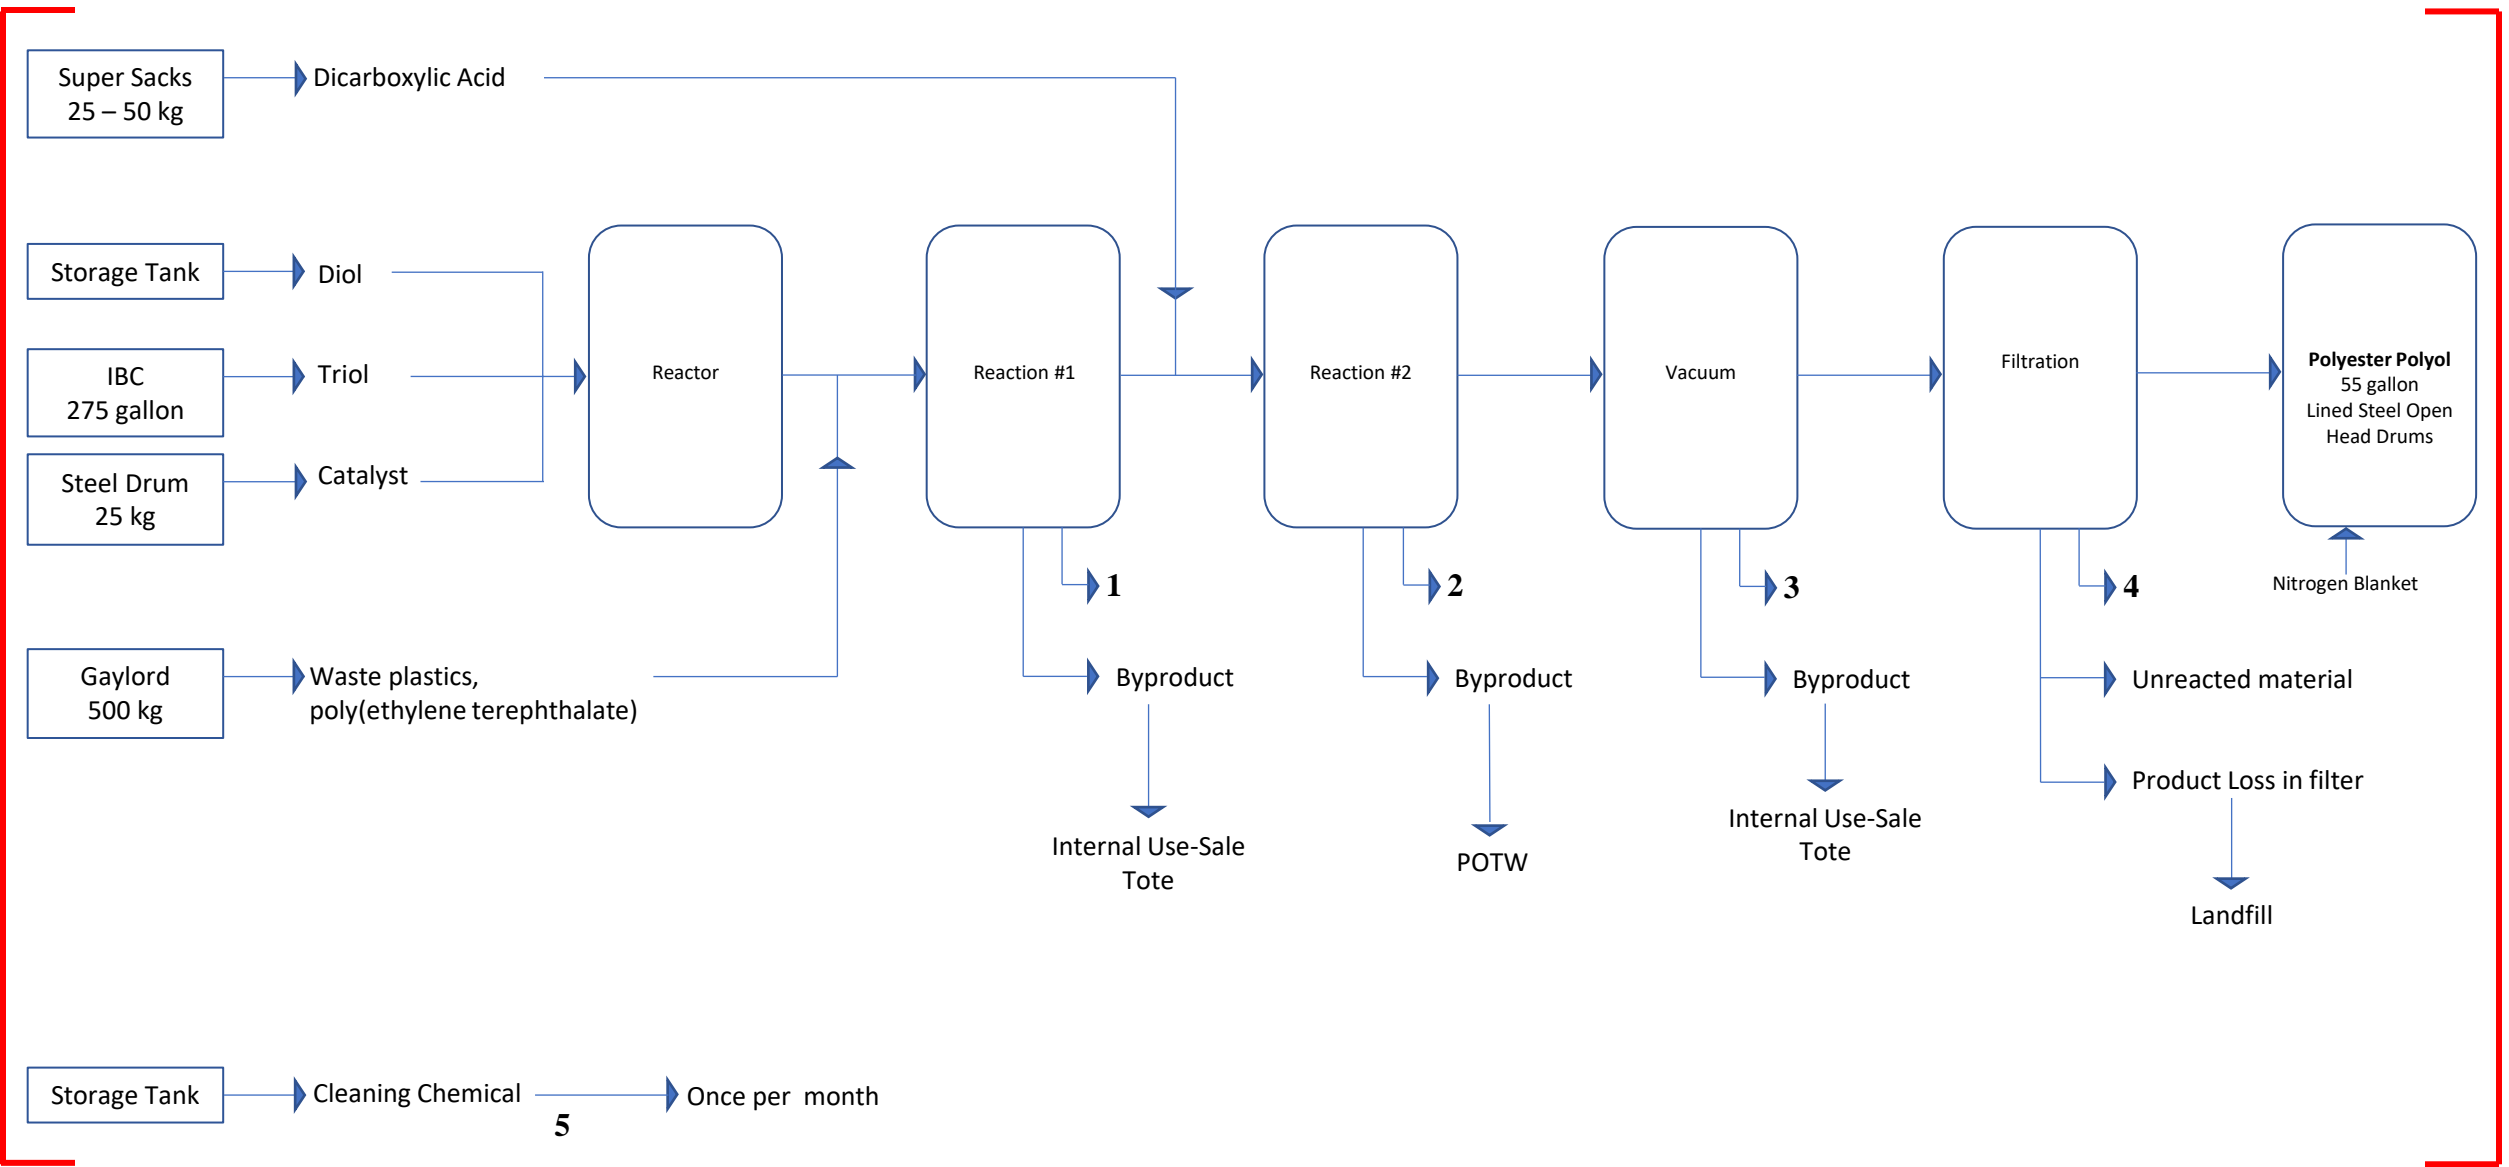 Super Sacks
25 – 50 kg
Dicarboxylic Acid
Storage Tank
Diol
IBC
275 gallon
Triol
Steel Drum
25 kg
Catalyst
Reactor
Reaction #1
Reaction #2
Vacuum
Filtration
Polyester Polyol
55 gallon
Lined Steel Open
Head Drums
1
2
3
4
Nitrogen Blanket
Gaylord
500 kg
Waste plastics,
poly(ethylene terephthalate)
Byproduct
Byproduct
Byproduct
Unreacted material
Product Loss in filter
Internal Use-Sale
Tote
POTW
Internal Use-Sale
Tote
Landfill
Storage Tank
Cleaning Chemical
5
Once per month